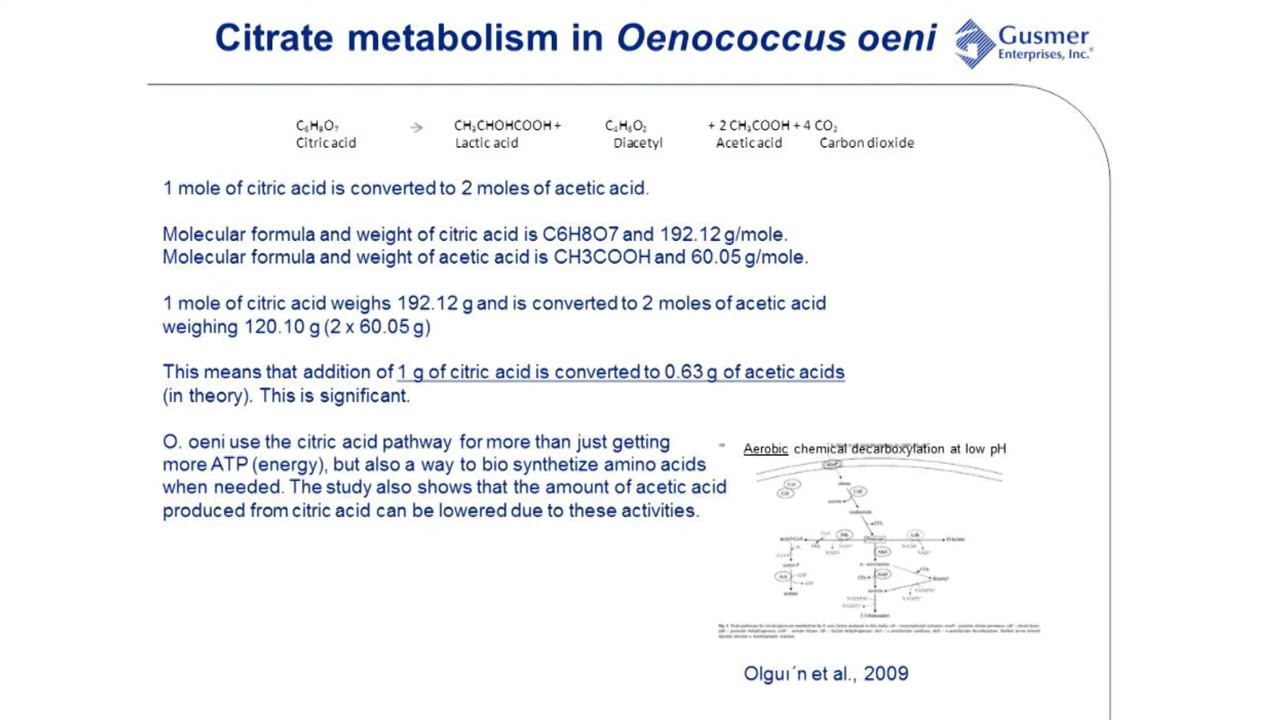 Citrate metabolism in Oenococcus oeni
Gusmer
Enterprises, Inc.®
C₆H₈O₇ → CH₃CHOHCOOH + C₄H₆O₂ + 2 CH₃COOH + 4 CO₂
Citric acid Lactic acid Diacetyl Acetic acid Carbon dioxide
1 mole of citric acid is converted to 2 moles of acetic acid.
Molecular formula and weight of citric acid is C6H8O7 and 192.12 g/mole.
Molecular formula and weight of acetic acid is CH3COOH and 60.05 g/mole.
1 mole of citric acid weighs 192.12 g and is converted to 2 moles of acetic acid
weighing 120.10 g (2 x 60.05 g)
This means that addition of 1 g of citric acid is converted to 0.63 g of acetic acids
(in theory). This is significant.
O. oeni use the citric acid pathway for more than just getting
more ATP (energy), but also a way to bio synthetize amino acids
when needed. The study also shows that the amount of acetic acid
produced from citric acid can be lowered due to these activities.
Aerobic chemical decarboxylation at low pH
Olguı´n et al., 2009